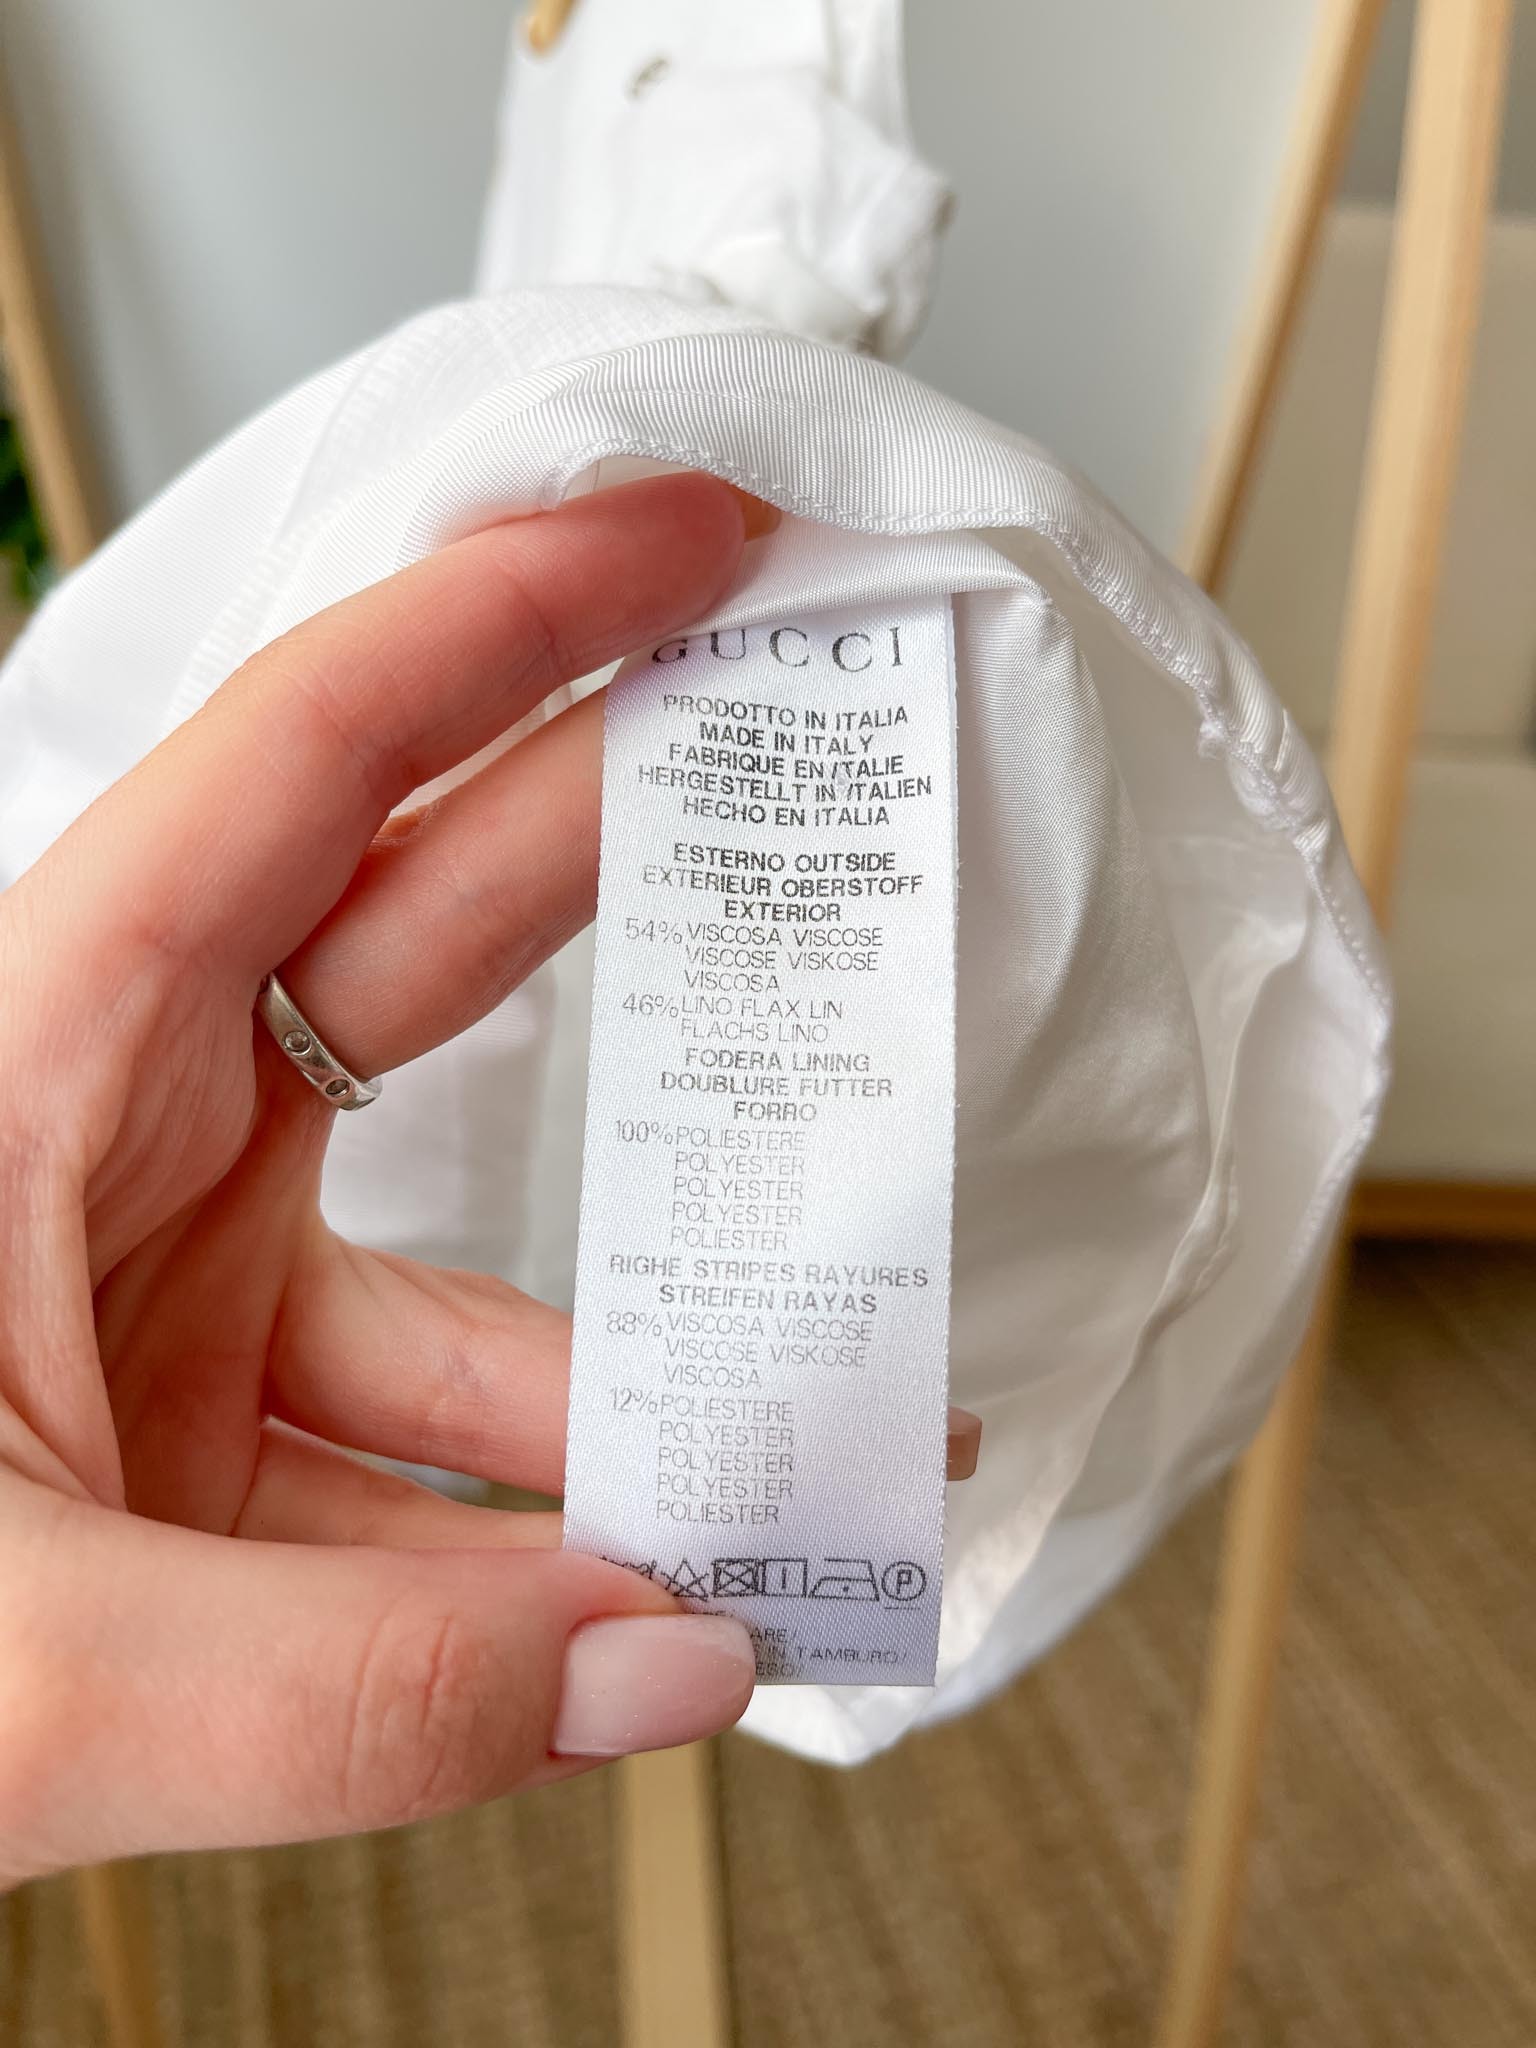 GUCCI
PRODOTTO IN ITALIA
MADE IN ITALY
FABRIQUE EN ITALIE
HERGESTELLT IN ITALIEN
HECHO EN ITALIA
ESTERNO OUTSIDE
EXTERIEUR OBERSTOFF
EXTERIOR
54% VISCOSA VISCOSE
VISCOSE VISKOSE
VISCOSA
46% LINO FLAX LIN
FLACHS LINO
FODERA LINING
DOUBLURE FUTTER
FORRO
100% POLIESTERE
POLYESTER
POLYESTER
POLYESTER
POLIESTER
RIGHE STRIPES RAYURES
STREIFEN RAYAS
88% VISCOSA VISCOSE
VISCOSE VISKOSE
VISCOSA
12% POLIESTERE
POLYESTER
POLYESTER
POLYESTER
POLIESTER
P
IN TAMBURO/